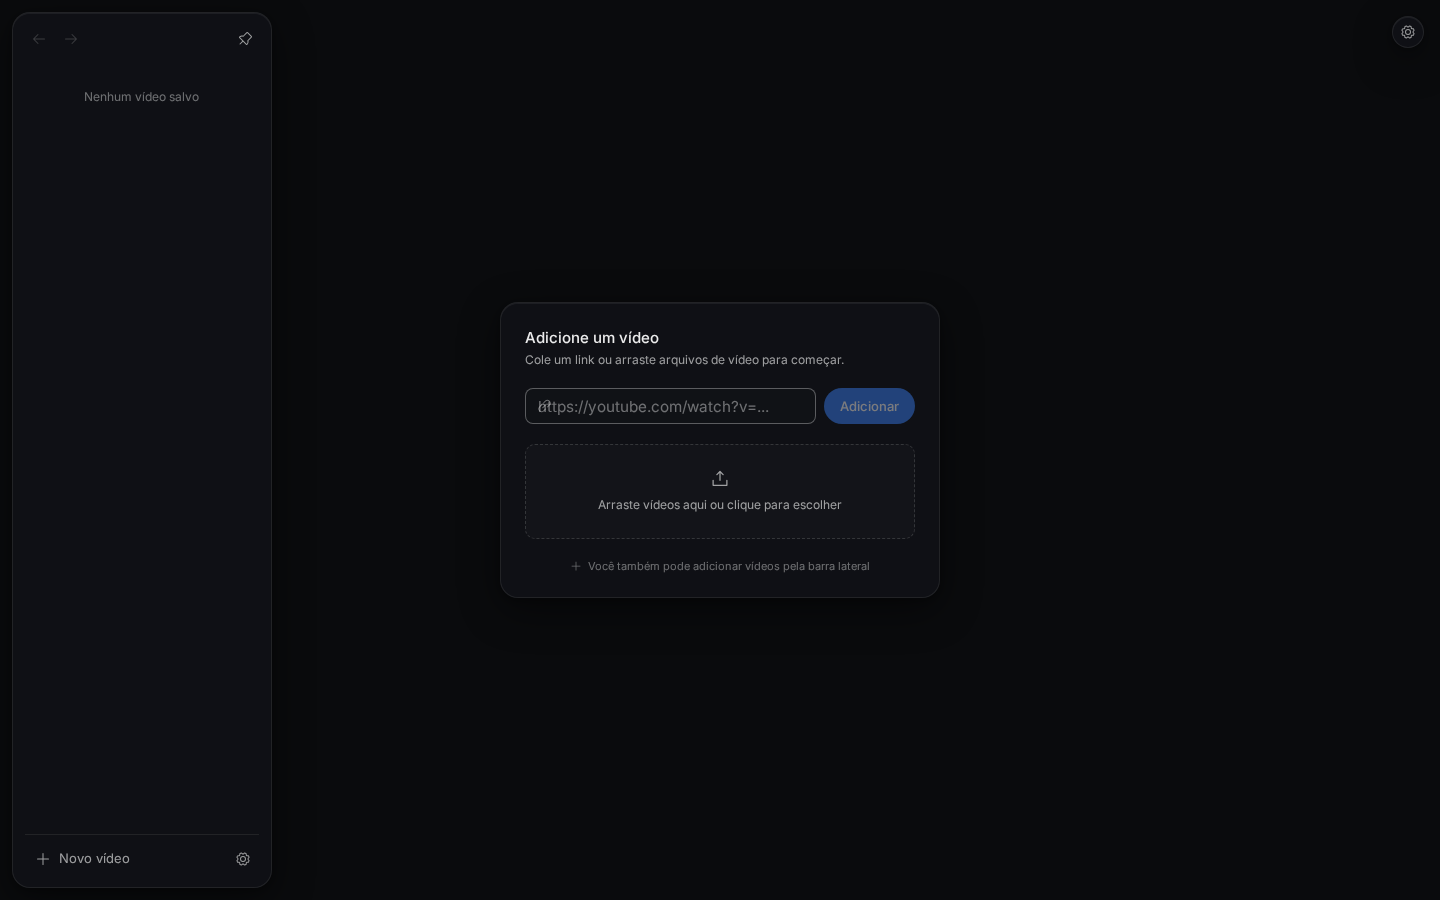 Nenhum vídeo salvo
Adicione um vídeo
Cole um link ou arraste arquivos de vídeo para começar.
https://youtube.com/watch?v=...
Adicionar
Arraste vídeos aqui ou clique para escolher
Você também pode adicionar vídeos pela barra lateral
Novo vídeo